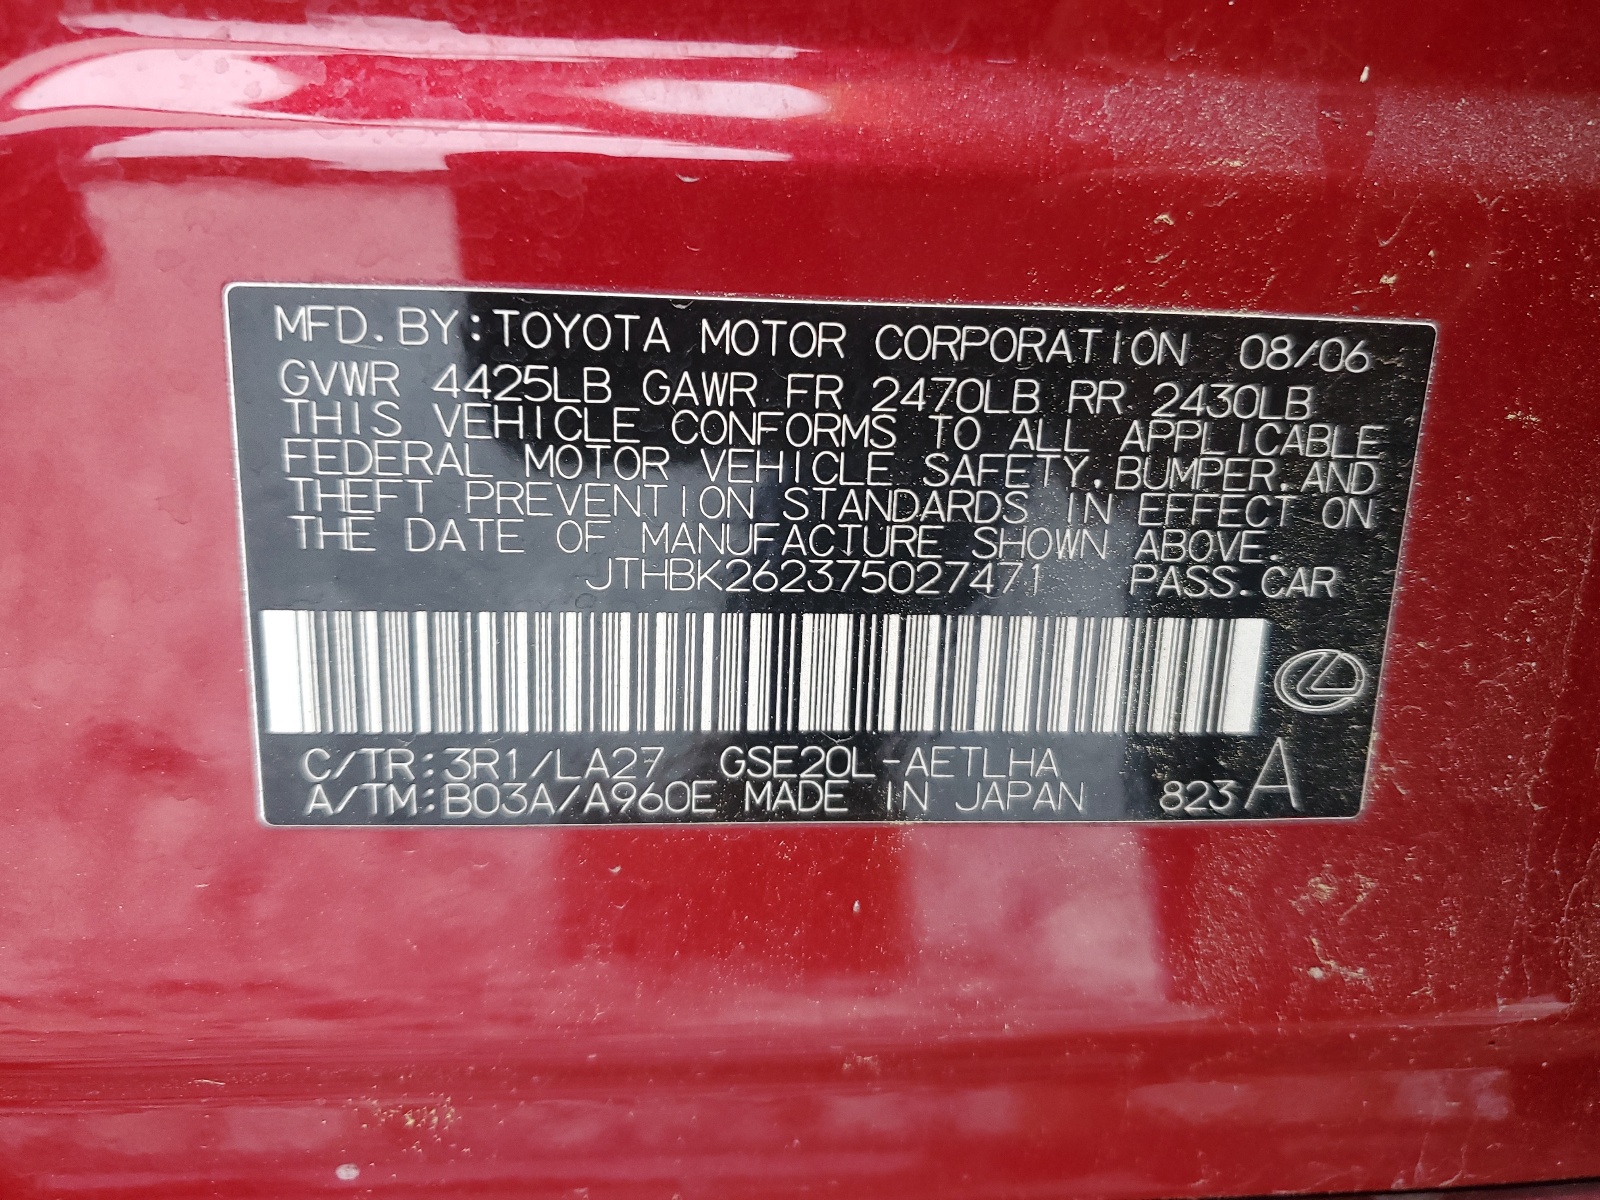 MFD. BY: TOYOTA MOTOR CORPORATION 08/06
GVWR 4425LB GAWR FR 2470LB RR 2430LB
THIS VEHICLE CONFORMS TO ALL APPLICABLE
FEDERAL MOTOR VEHICLE SAFETY, BUMPER, AND
THEFT PREVENTION STANDARDS IN EFFECT ON
THE DATE OF MANUFACTURE SHOWN ABOVE.
JTHBK262375027471 PASS. CAR
C/TR: 3R1/LA27 GSE20L-AETLHA
A/TM: B03A/A960E MADE IN JAPAN 823 A